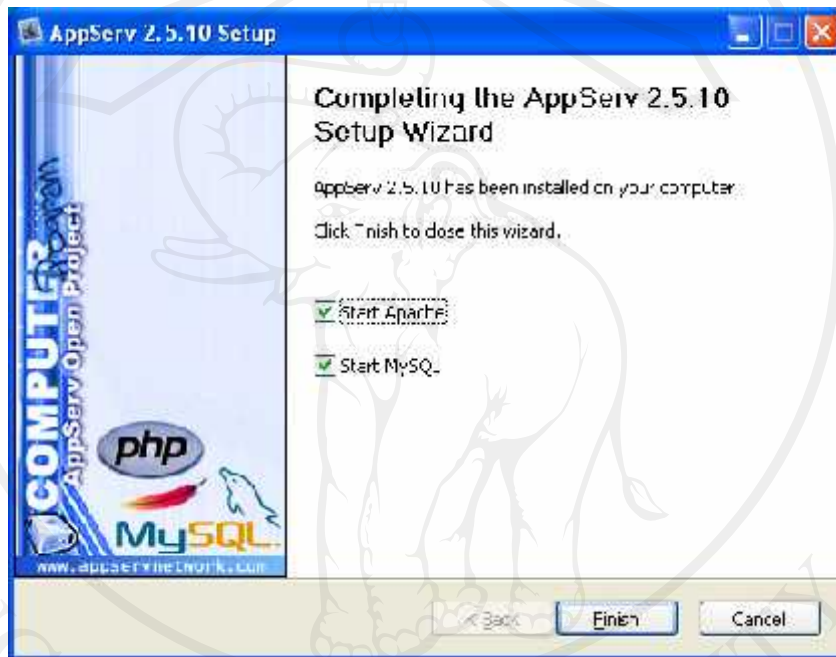 AppServ 2.5.10 Setup
Completing the AppServ 2.5.10
Setup Wizard
AppServ 2.5.10 has been installed on your computer.
Click Finish to close this wizard.
Start Apache
Start MySQL
COMPUTER
Program
AppServ Open Project
php
MySQL
www.appservnetwork.com
< Back
Finish
Cancel